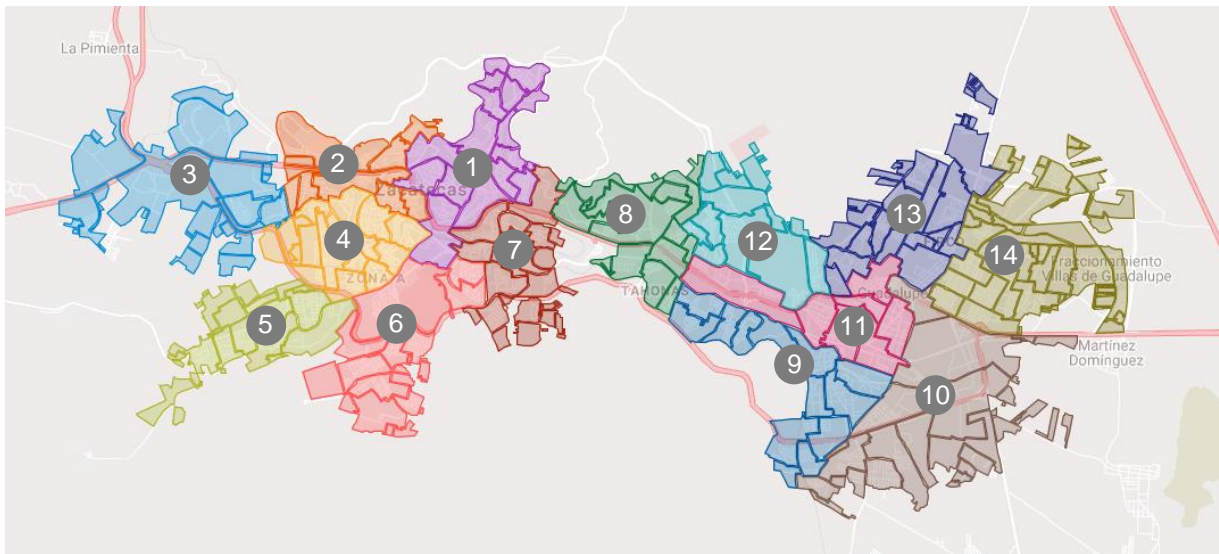 La Pimienta
1
2
3
Zacatecas
8
13
4
7
12
14
ZONA A
Fraccionamiento
Villas de Guadalupe
TAHONAS
Guadalupe
5
6
11
Martínez
Domínguez
9
10